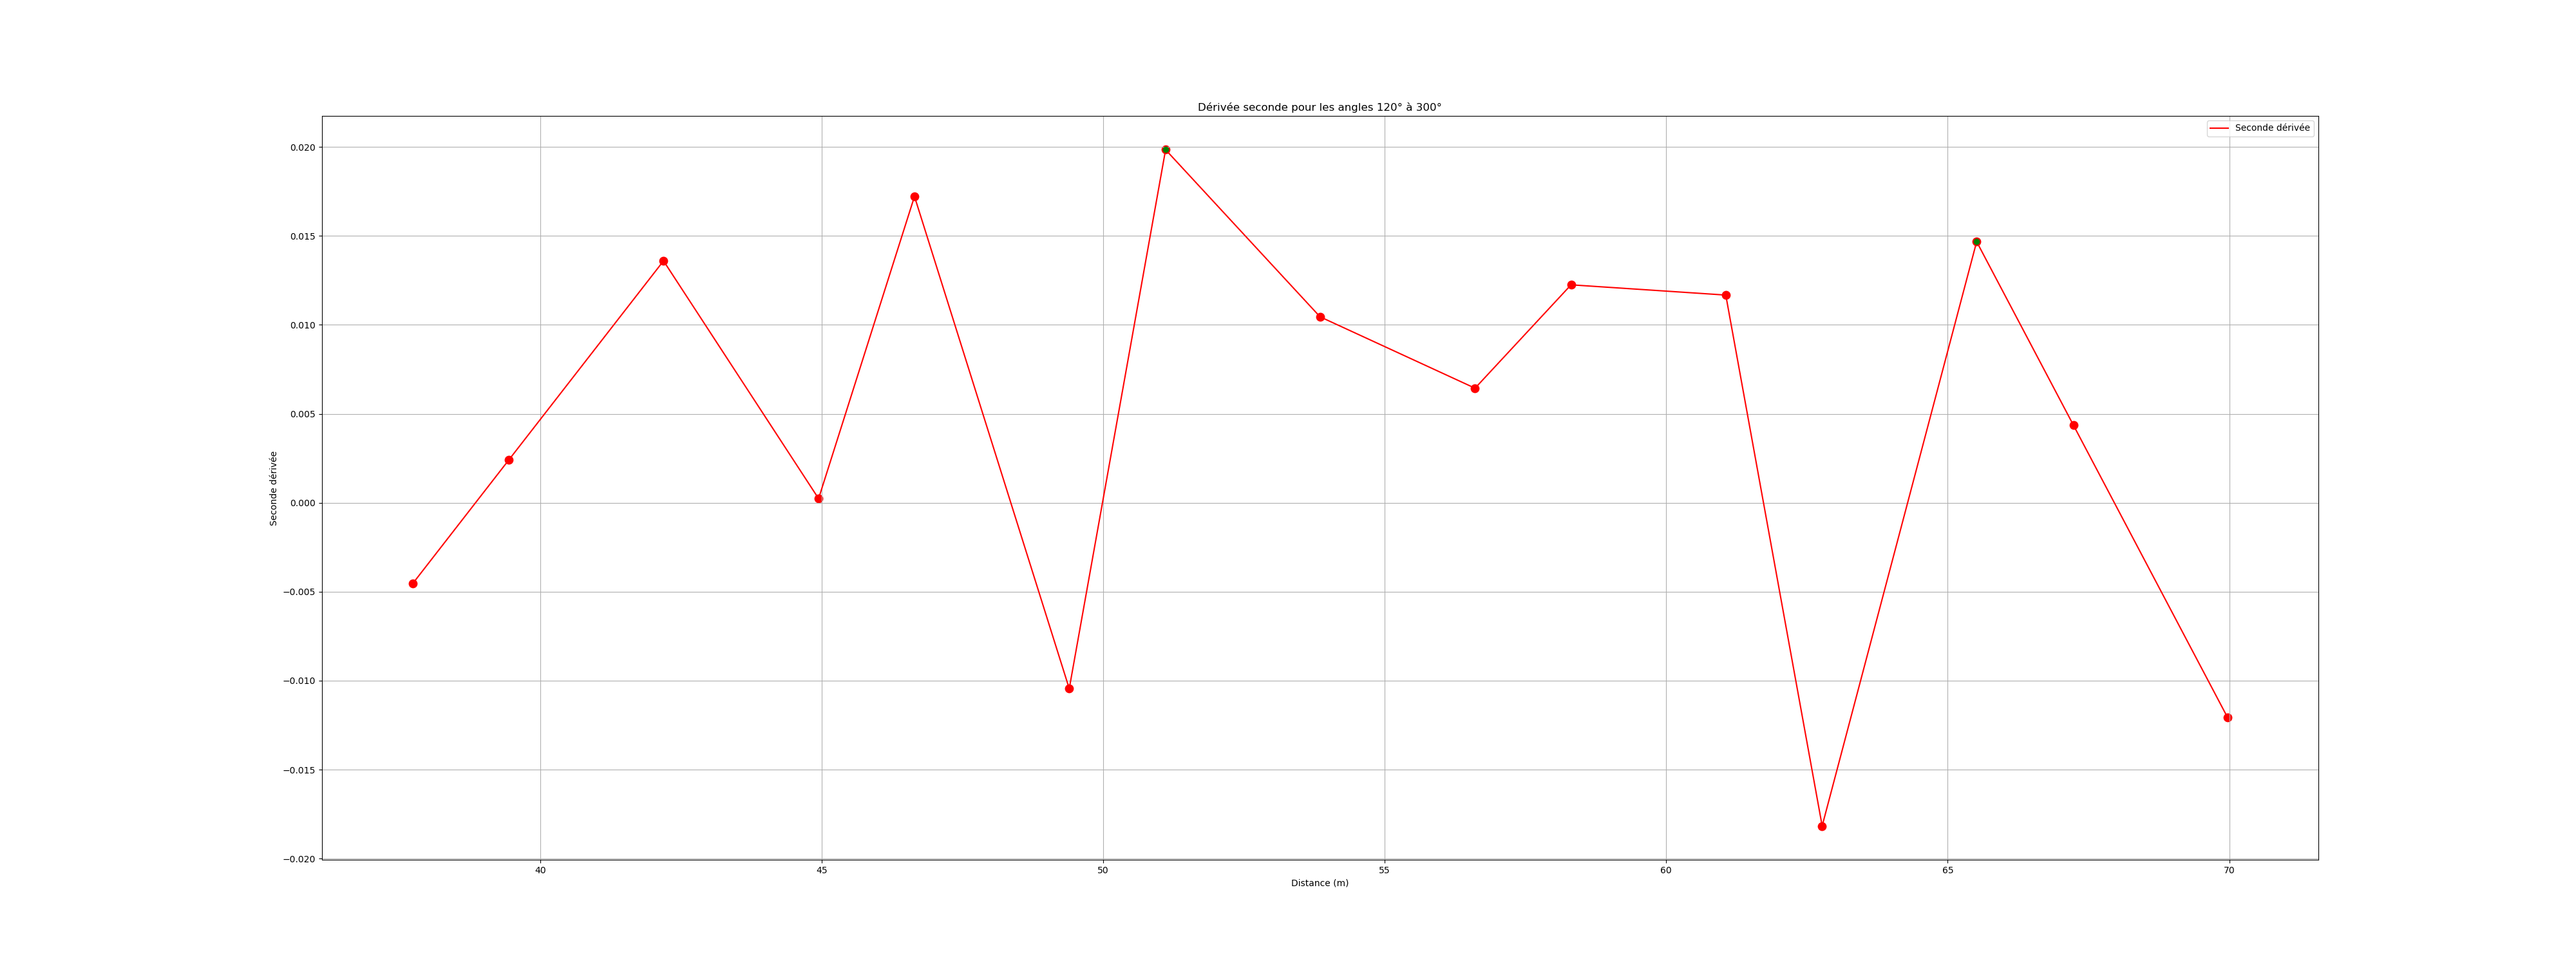 Dérivée seconde pour les angles 120° à 300°
Seconde dérivée
0.020
0.015
0.010
0.005
0.000
−0.005
−0.010
−0.015
−0.020
Seconde dérivée
40 45 50 55 60 65 70
Distance (m)